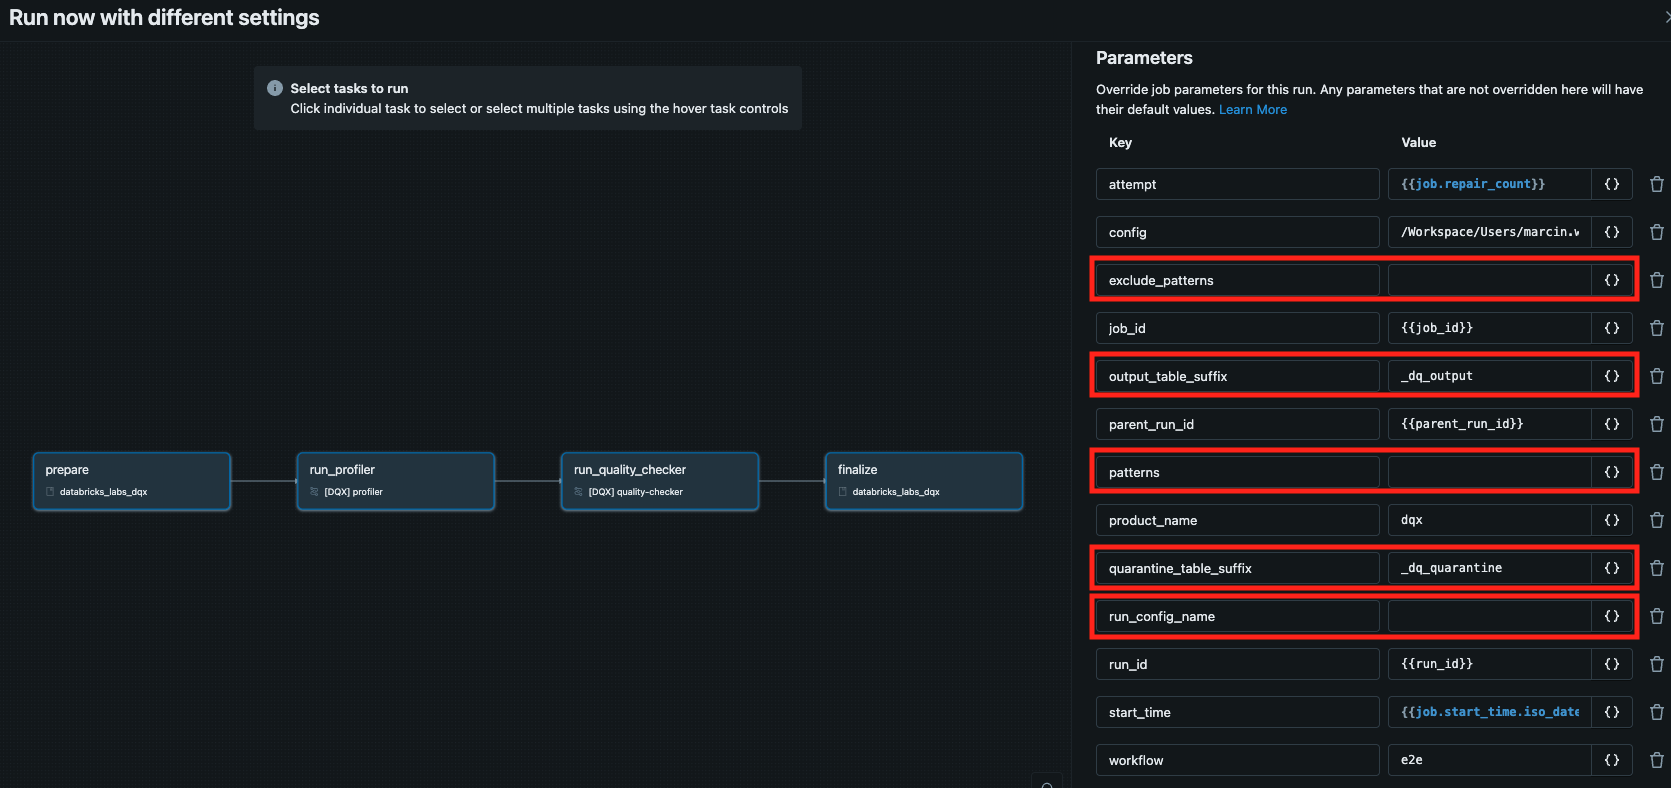 Run now with different settings
Select tasks to run
Click individual task to select or select multiple tasks using the hover task controls
prepare
databricks_labs_dqx
run_profiler
[DQX] profiler
run_quality_checker
[DQX] quality-checker
finalize
databricks_labs_dqx
Parameters
Override job parameters for this run. Any parameters that are not overridden here will have
their default values. Learn More
Key Value
attempt {{job.repair_count}} {}
config /Workspace/Users/marcin.w {}
exclude_patterns {}
job_id {{job_id}} {}
output_table_suffix _dq_output {}
parent_run_id {{parent_run_id}} {}
patterns {}
product_name dqx {}
quarantine_table_suffix _dq_quarantine {}
run_config_name {}
run_id {{run_id}} {}
start_time {{job.start_time.iso_date {}
workflow e2e {}